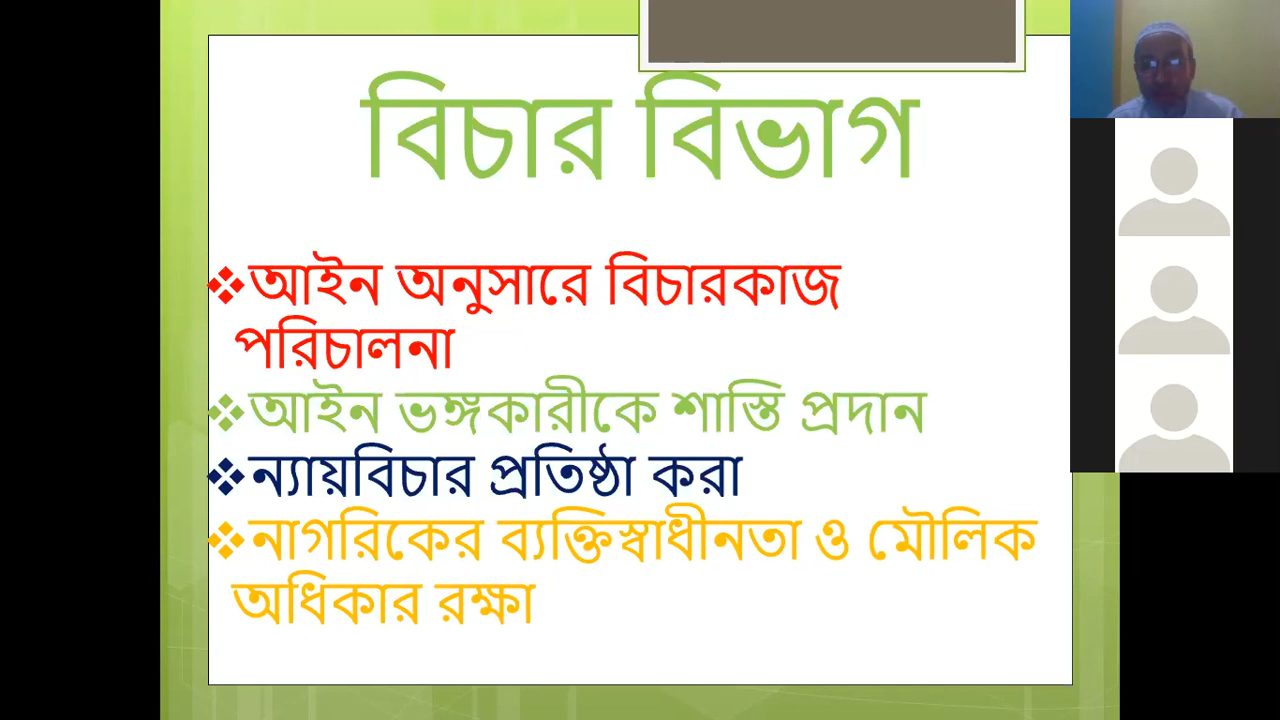 বিচার বিভাগ
❖আইন অনুসারে বিচারকাজ
পরিচালনা
❖আইন ভঙ্গকারীকে শাস্তি প্রদান
❖ন্যায়বিচার প্রতিষ্ঠা করা
❖নাগরিকের ব্যক্তিস্বাধীনতা ও মৌলিক
অধিকার রক্ষা